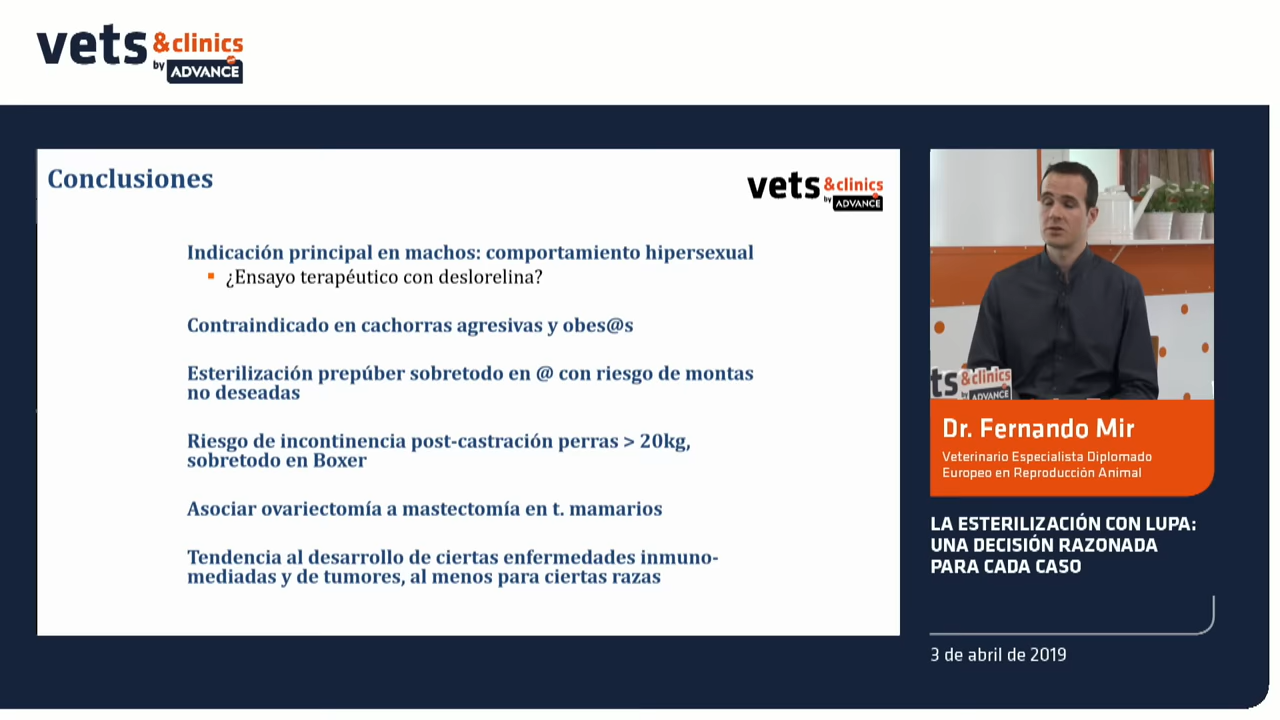 vets &clinics
by ADVANCE
Conclusiones
vets &clinics
by ADVANCE
Indicación principal en machos: comportamiento hipersexual
¿Ensayo terapéutico con deslorelina?
Contraindicado en cachorras agresivas y obes@s
Esterilización prepúber sobretodo en @ con riesgo de montas
no deseadas
Riesgo de incontinencia post-castración perras > 20kg,
sobretodo en Boxer
Asociar ovariectomía a mastectomía en t. mamarios
Tendencia al desarrollo de ciertas enfermedades inmuno-
mediadas y de tumores, al menos para ciertas razas
ts &clinics
by ADVANCE
Dr. Fernando Mir
Veterinario Especialista Diplomado
Europeo en Reproducción Animal
LA ESTERILIZACIÓN CON LUPA:
UNA DECISIÓN RAZONADA
PARA CADA CASO
3 de abril de 2019